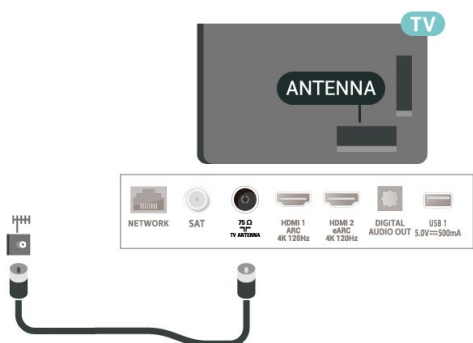 TV
ANTENNA
NETWORK
SAT
75 Ω
TV ANTENNA
HDMI 1
ARC
4K 120Hz
HDMI 2
eARC
4K 120Hz
DIGITAL
AUDIO OUT
USB 1
5.0V⎓500mA